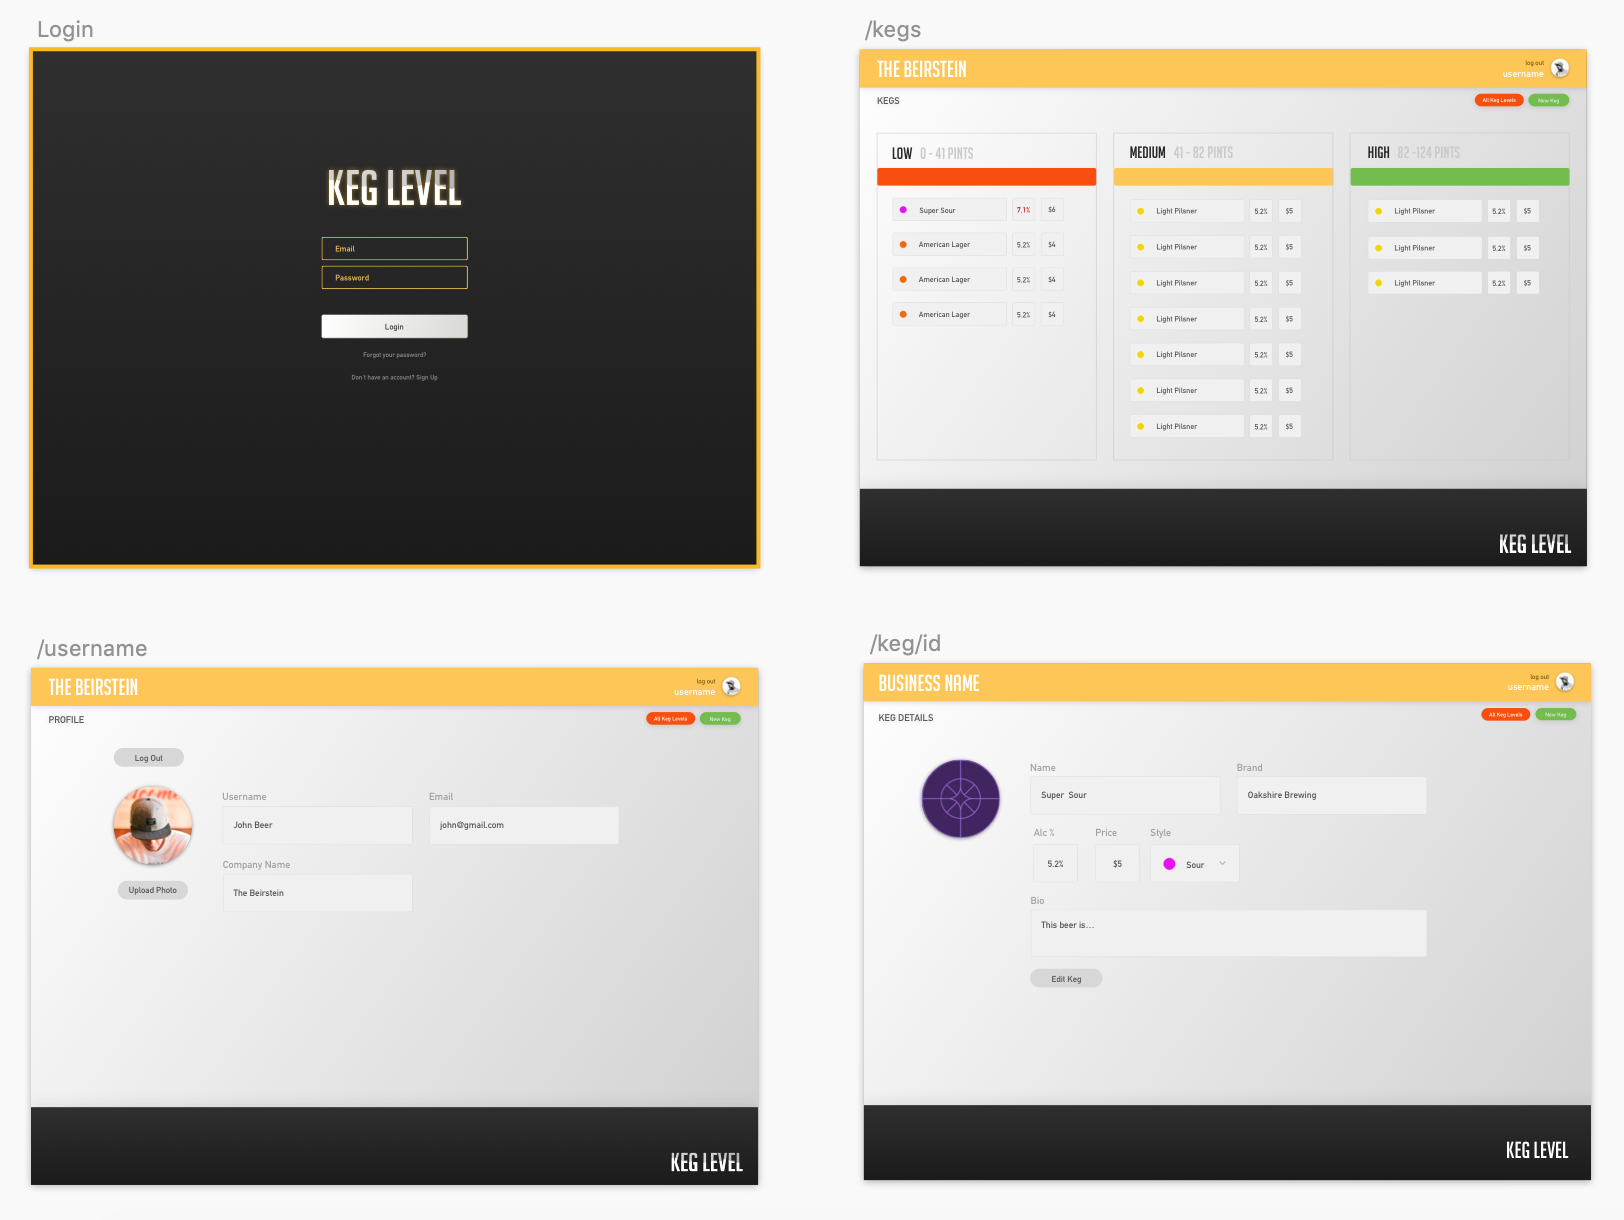 Login
KEG LEVEL
Email
Password
Login
Forgot your password?
Don't have an account? Sign Up
/kegs
THE BEIRSTEIN
log out
username
KEGS
All Keg Levels
New Keg
LOW 0 - 41 PINTS
Super Sour 7.1% $6
American Lager 5.2% $4
American Lager 5.2% $4
American Lager 5.2% $4
MEDIUM 41 - 82 PINTS
Light Pilsner 5.2% $5
Light Pilsner 5.2% $5
Light Pilsner 5.2% $5
Light Pilsner 5.2% $5
Light Pilsner 5.2% $5
Light Pilsner 5.2% $5
Light Pilsner 5.2% $5
HIGH 82 -124 PINTS
Light Pilsner 5.2% $5
Light Pilsner 5.2% $5
Light Pilsner 5.2% $5
KEG LEVEL
/username
THE BEIRSTEIN
log out
username
PROFILE
All Keg Levels
New Keg
Log Out
Upload Photo
Username
John Beer
Email
john@gmail.com
Company Name
The Beirstein
KEG LEVEL
/keg/id
BUSINESS NAME
log out
username
KEG DETAILS
All Keg Levels
New Keg
Name
Super Sour
Brand
Oakshire Brewing
Alc %
5.2%
Price
$5
Style
Sour
Bio
This beer is...
Edit Keg
KEG LEVEL